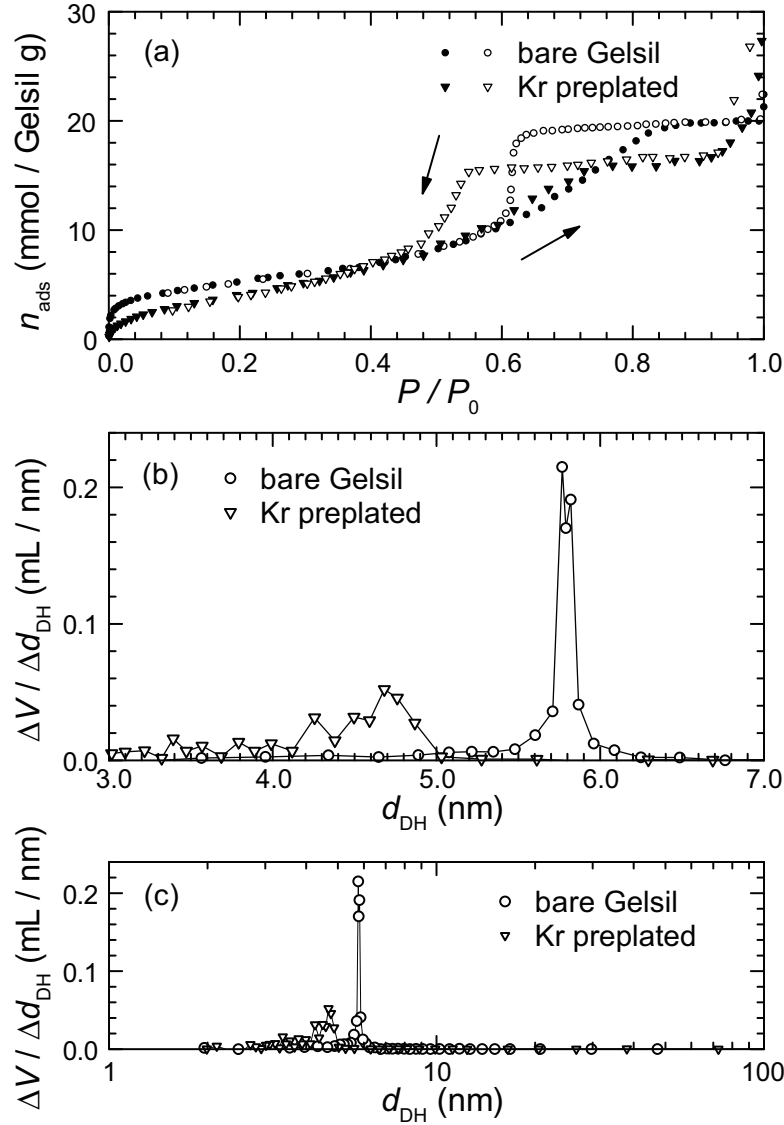 30
(a)
bare Gelsil
Kr preplated
20
10
0
n_ads (mmol / Gelsil g)
0.0 0.2 0.4 0.6 0.8 1.0
P / P_0
(b)
bare Gelsil
Kr preplated
0.2
0.1
0.0
ΔV / Δd_DH (mL / nm)
3.0 4.0 5.0 6.0 7.0
d_DH (nm)
(c)
bare Gelsil
Kr preplated
0.2
0.1
0.0
ΔV / Δd_DH (mL / nm)
1 10 100
d_DH (nm)